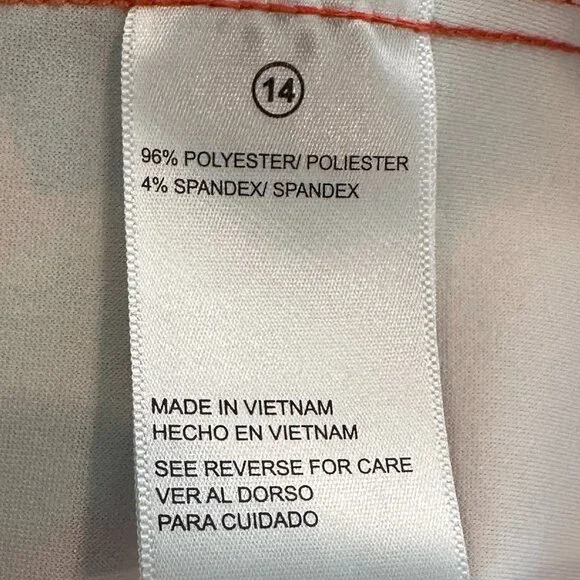 14
96% POLYESTER/ POLIESTER
4% SPANDEX/ SPANDEX
MADE IN VIETNAM
HECHO EN VIETNAM
SEE REVERSE FOR CARE
VER AL DORSO
PARA CUIDADO